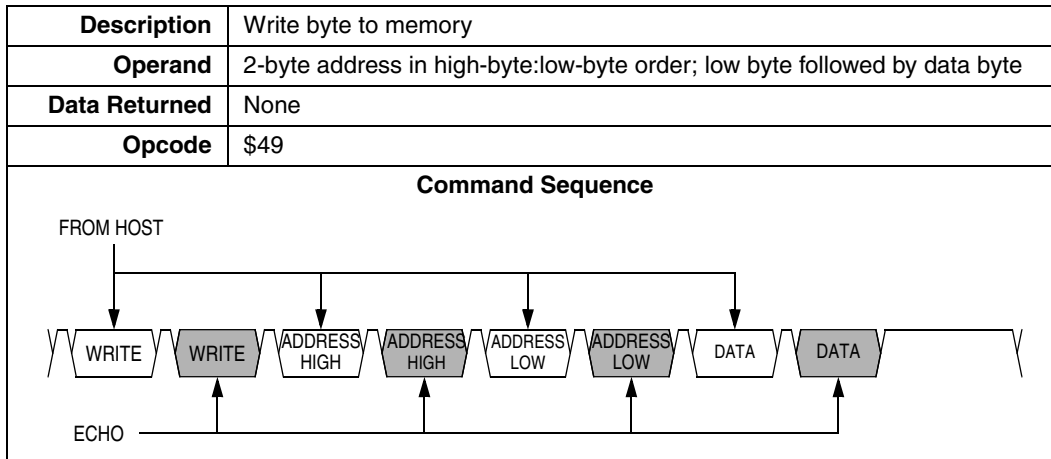 Description Write byte to memory
Operand 2-byte address in high-byte:low-byte order; low byte followed by data byte
Data Returned None
Opcode $49
Command Sequence
FROM HOST
WRITE WRITE ADDRESS HIGH ADDRESS HIGH ADDRESS LOW ADDRESS LOW DATA DATA
ECHO